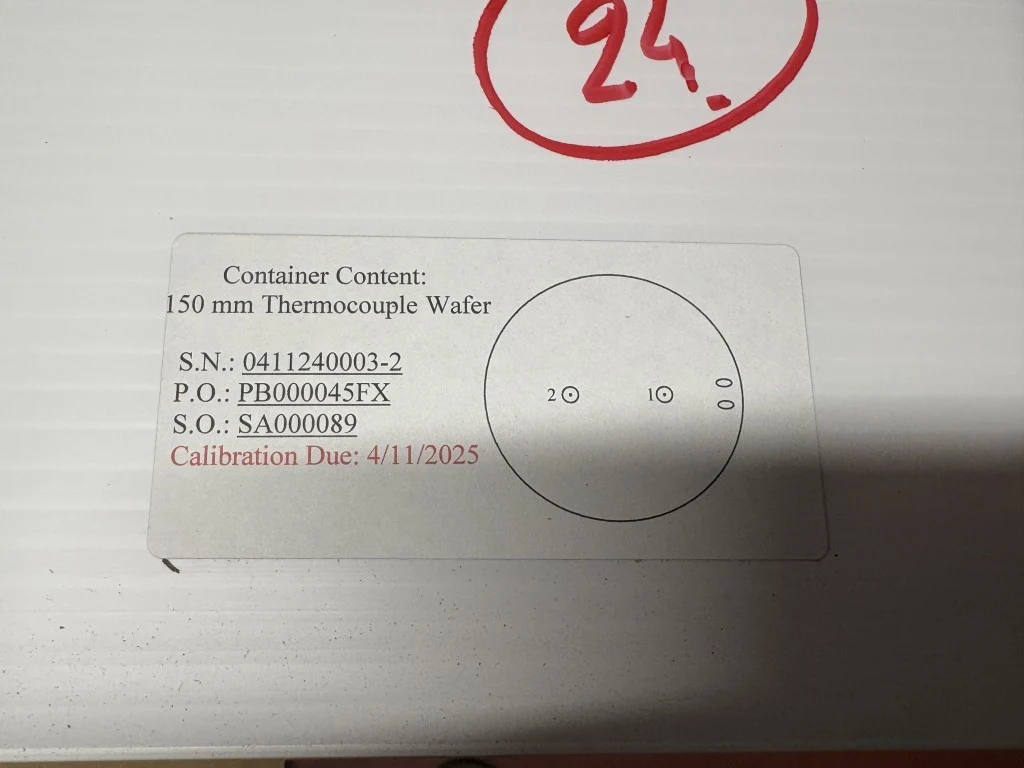 24.
Container Content:
150 mm Thermocouple Wafer
S.N.: 0411240003-2
P.O.: PB000045FX
S.O.: SA000089
Calibration Due: 4/11/2025
2
1